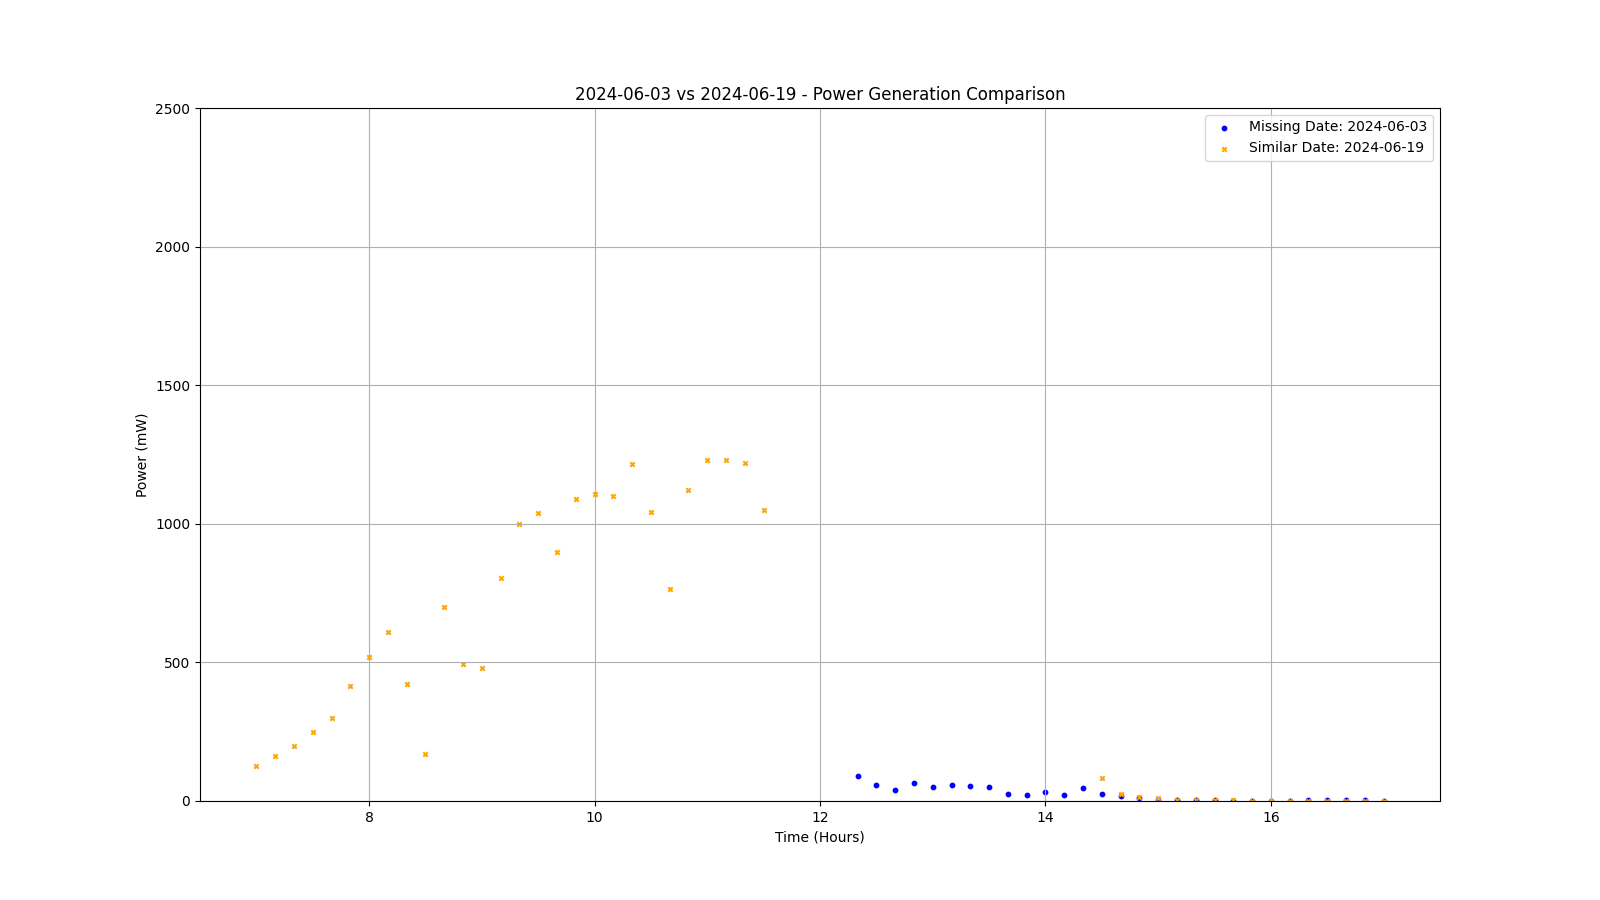 2024-06-03 vs 2024-06-19 - Power Generation Comparison
Missing Date: 2024-06-03
Similar Date: 2024-06-19
Power (mW)
2500
2000
1500
1000
500
0
8
10
12
14
16
Time (Hours)